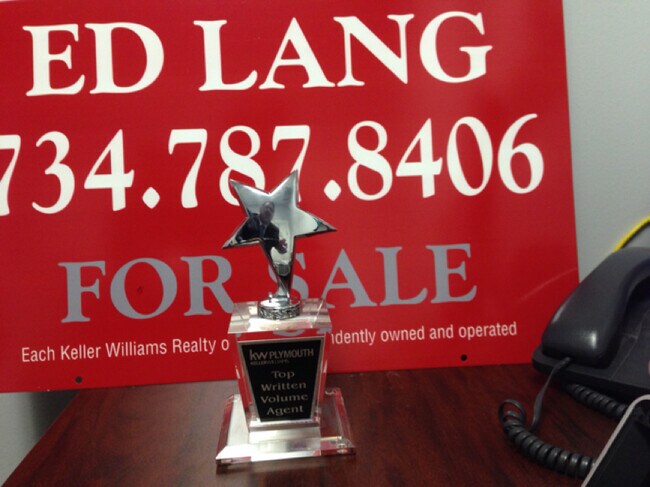 ED LANG
734.787.8406
FOR SALE
Each Keller Williams Realty o dently owned and operated
kw PLYMOUTH
Top
Written
Volume
Agent